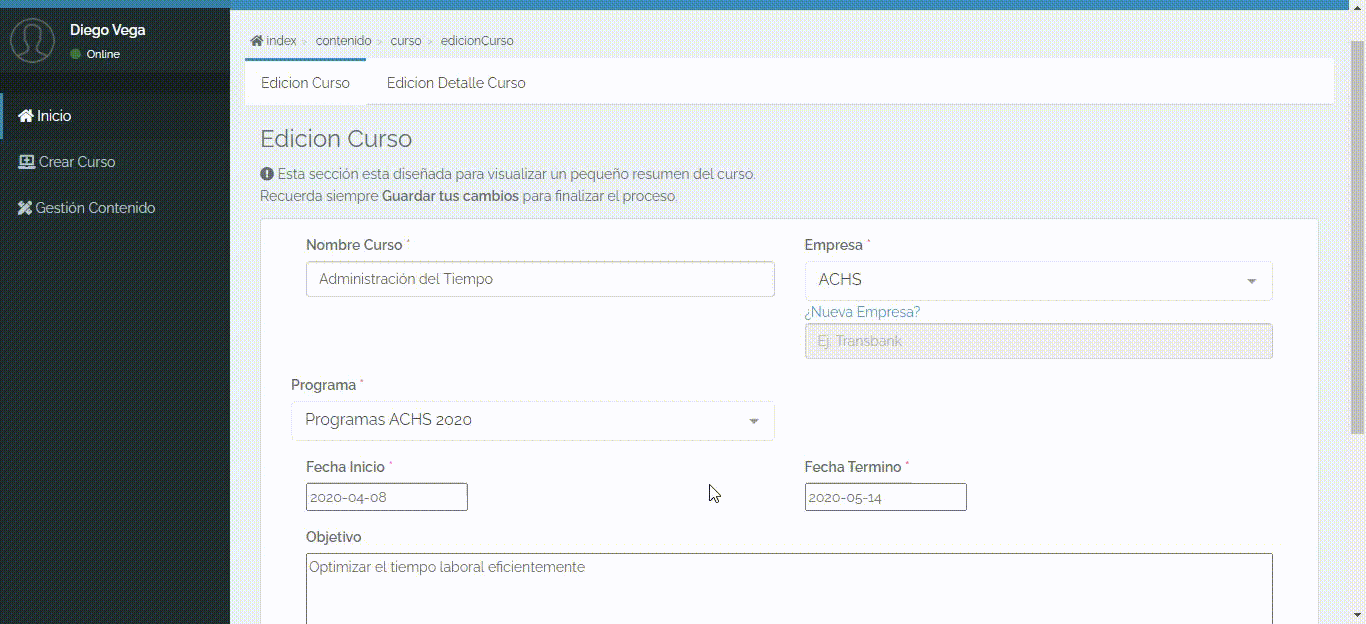 Diego Vega
Online
Inicio
Crear Curso
Gestión Contenido
index > contenido > curso > edicionCurso
Edicion Curso
Edicion Detalle Curso
Edicion Curso
Esta sección esta diseñada para visualizar un pequeño resumen del curso.
Recuerda siempre Guardar tus cambios para finalizar el proceso.
Nombre Curso *
Administración del Tiempo
Empresa *
ACHS
¿Nueva Empresa?
Ej. Transbank
Programa *
Programas ACHS 2020
Fecha Inicio *
2020-04-08
Fecha Termino *
2020-05-14
Objetivo
Optimizar el tiempo laboral eficientemente